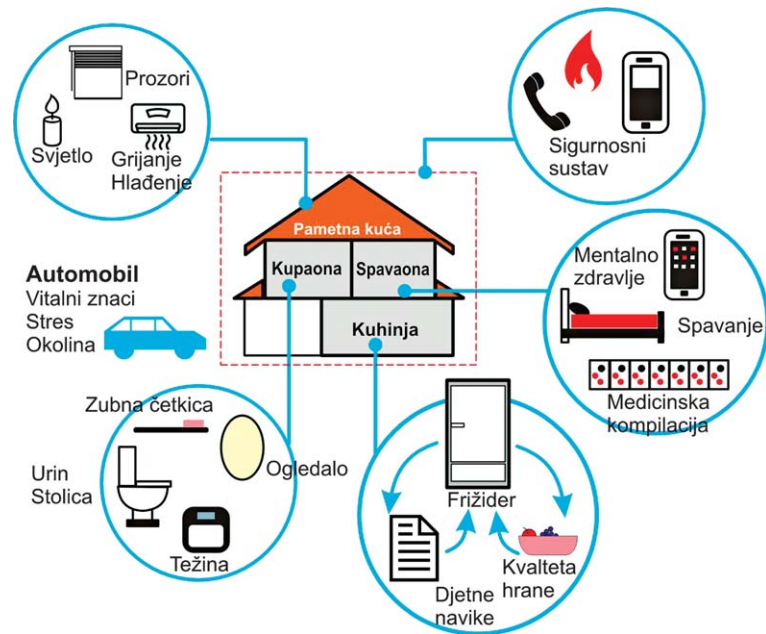 Prozori
Svjetlo
Grijanje
Hlađenje
Sigurnosni
sustav
Pametna kuća
Kupaona
Spavaona
Kuhinja
Automobil
Vitalni znaci
Stres
Okolina
Mentalno
zdravlje
Spavanje
Medicinska
kompilacija
Zubna četkica
Ogledalo
Urin
Stolica
Težina
Frižider
Djetne
navike
Kvaliteta
hrane